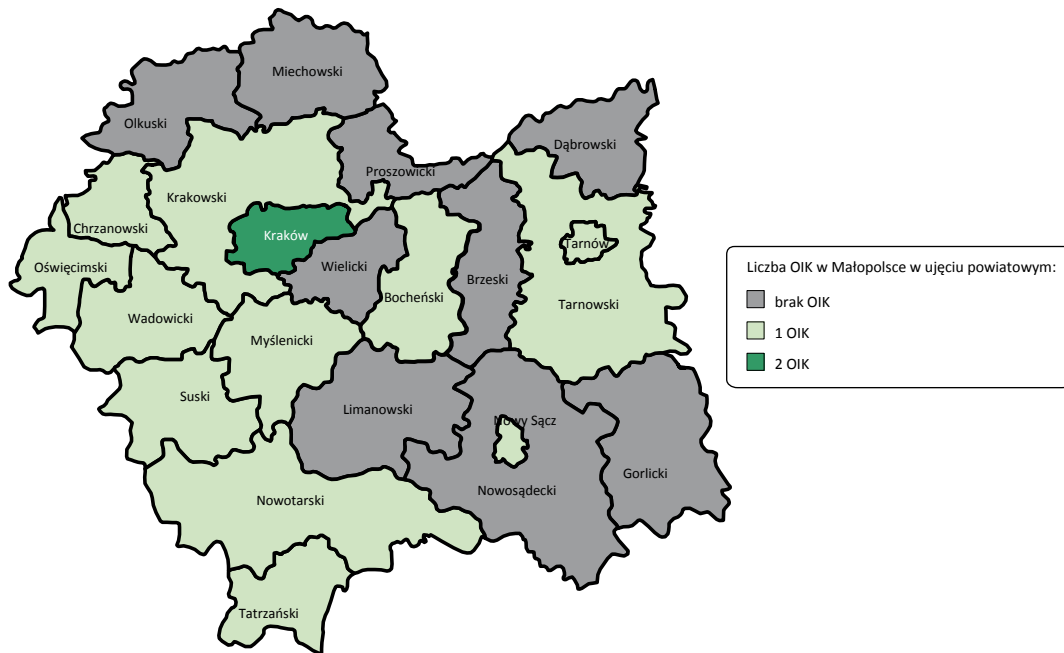 Miechowski
Olkuski
Dąbrowski
Proszowicki
Krakowski
Chrzanowski
Kraków
Tarnów
Oświęcimski
Wielicki
Brzeski
Bocheński
Tarnowski
Wadowicki
Myślenicki
Suski
Limanowski
Nowy Sącz
Gorlicki
Nowosądecki
Nowotarski
Tatrzański
Liczba OIK w Małopolsce w ujęciu powiatowym:
brak OIK
1 OIK
2 OIK